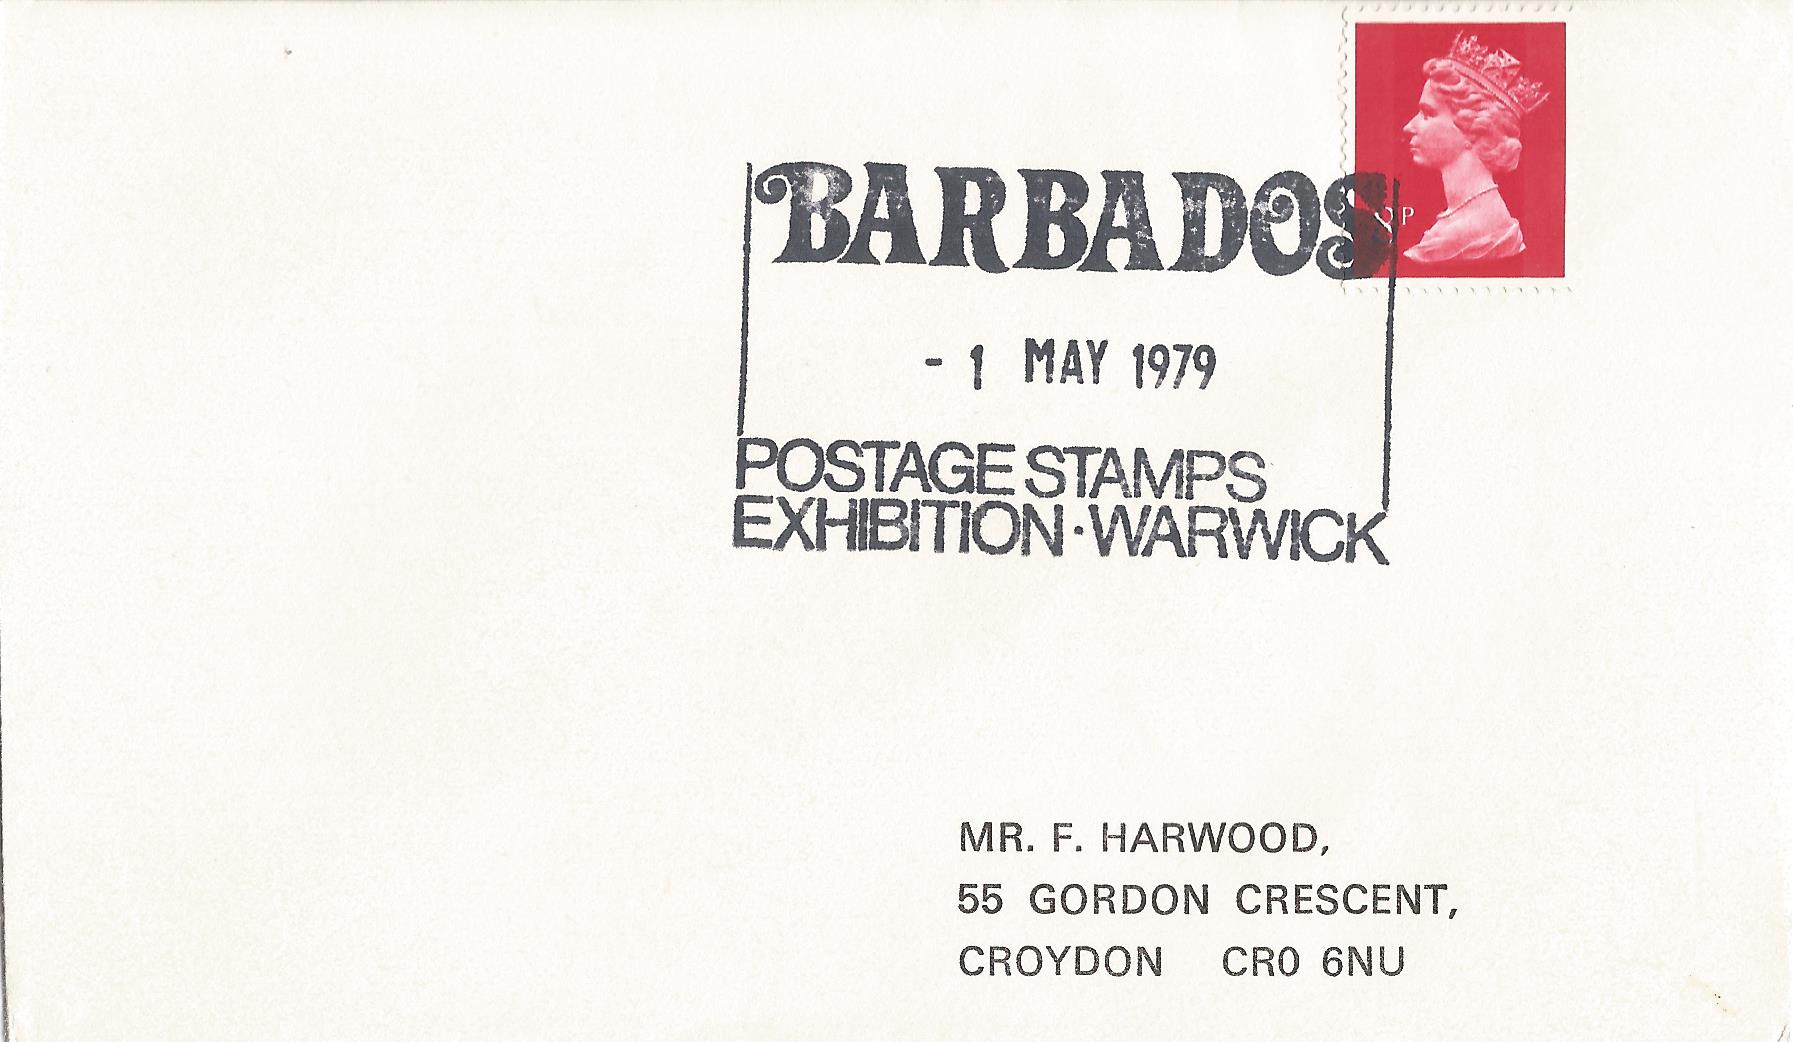 BARBADOS
- 1 MAY 1979
POSTAGE STAMPS
EXHIBITION · WARWICK
P
MR. F. HARWOOD,
55 GORDON CRESCENT,
CROYDON CR0 6NU